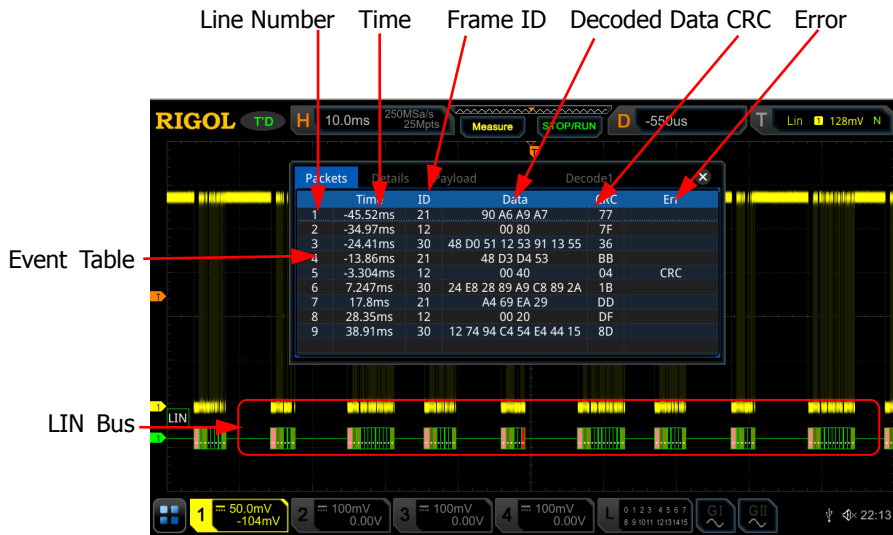 Line Number Time Frame ID Decoded Data CRC Error
RIGOL T'D H 10.0ms 250MSa/s 25Mpts Measure STOP/RUN D -550us T Lin 1 128mV N
T
Packets Details Payload Decode1 X
Time ID Data CRC Err
1 -45.52ms 21 90 A6 A9 A7 77
2 -34.97ms 12 00 80 7F
3 -24.41ms 30 48 D0 51 12 53 91 13 55 36
4 -13.86ms 21 48 D3 D4 53 BB
Event Table
5 -3.304ms 12 00 40 04 CRC
6 7.247ms 30 24 E8 28 89 A9 C8 89 2A 1B
T
7 17.8ms 21 A4 69 EA 29 DD
8 28.35ms 12 00 20 DF
9 38.91ms 30 12 74 94 C4 54 E4 44 15 8D
1
LIN
LIN Bus
1
1 50.0mV -104mV 2 100mV 0.00V 3 100mV 0.00V 4 100mV 0.00V L 0 1 2 3 4 5 6 7 8 9 10 11 12 13 14 15 GI GII 22:13